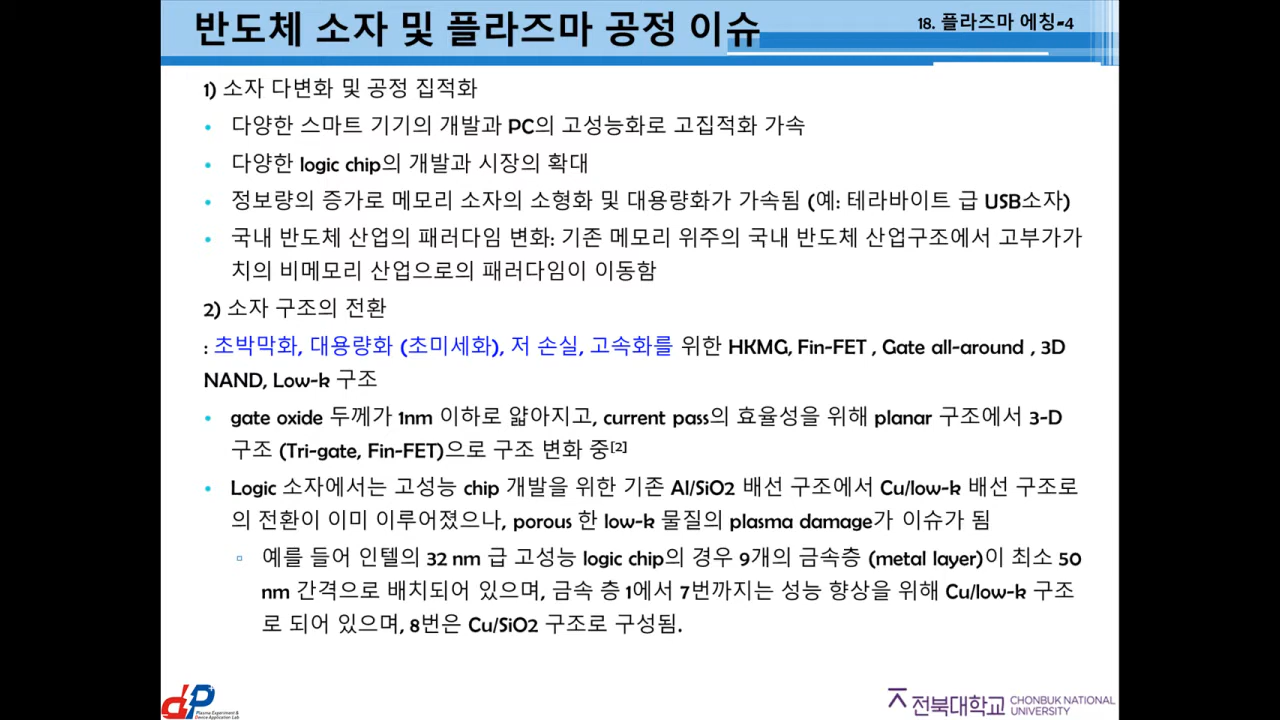 반도체 소자 및 플라즈마 공정 이슈
18. 플라즈마 에칭-4
1) 소자 다변화 및 공정 집적화
• 다양한 스마트 기기의 개발과 PC의 고성능화로 고집적화 가속
• 다양한 logic chip의 개발과 시장의 확대
• 정보량의 증가로 메모리 소자의 소형화 및 대용량화가 가속됨 (예: 테라바이트 급 USB소자)
• 국내 반도체 산업의 패러다임 변화: 기존 메모리 위주의 국내 반도체 산업구조에서 고부가가
치의 비메모리 산업으로의 패러다임이 이동함
2) 소자 구조의 전환
: 초박막화, 대용량화 (초미세화), 저 손실, 고속화를 위한 HKMG, Fin-FET , Gate all-around , 3D
NAND, Low-k 구조
• gate oxide 두께가 1nm 이하로 얇아지고, current pass의 효율성을 위해 planar 구조에서 3-D
구조 (Tri-gate, Fin-FET)으로 구조 변화 중[2]
• Logic 소자에서는 고성능 chip 개발을 위한 기존 Al/SiO2 배선 구조에서 Cu/low-k 배선 구조로
의 전환이 이미 이루어졌으나, porous 한 low-k 물질의 plasma damage가 이슈가 됨
▫ 예를 들어 인텔의 32 nm 급 고성능 logic chip의 경우 9개의 금속층 (metal layer)이 최소 50
nm 간격으로 배치되어 있으며, 금속 층 1에서 7번까지는 성능 향상을 위해 Cu/low-k 구조
로 되어 있으며, 8번은 Cu/SiO2 구조로 구성됨.
dP
Plasma Experiment &
Device Application Lab
전북대학교
CHONBUK NATIONAL
UNIVERSITY